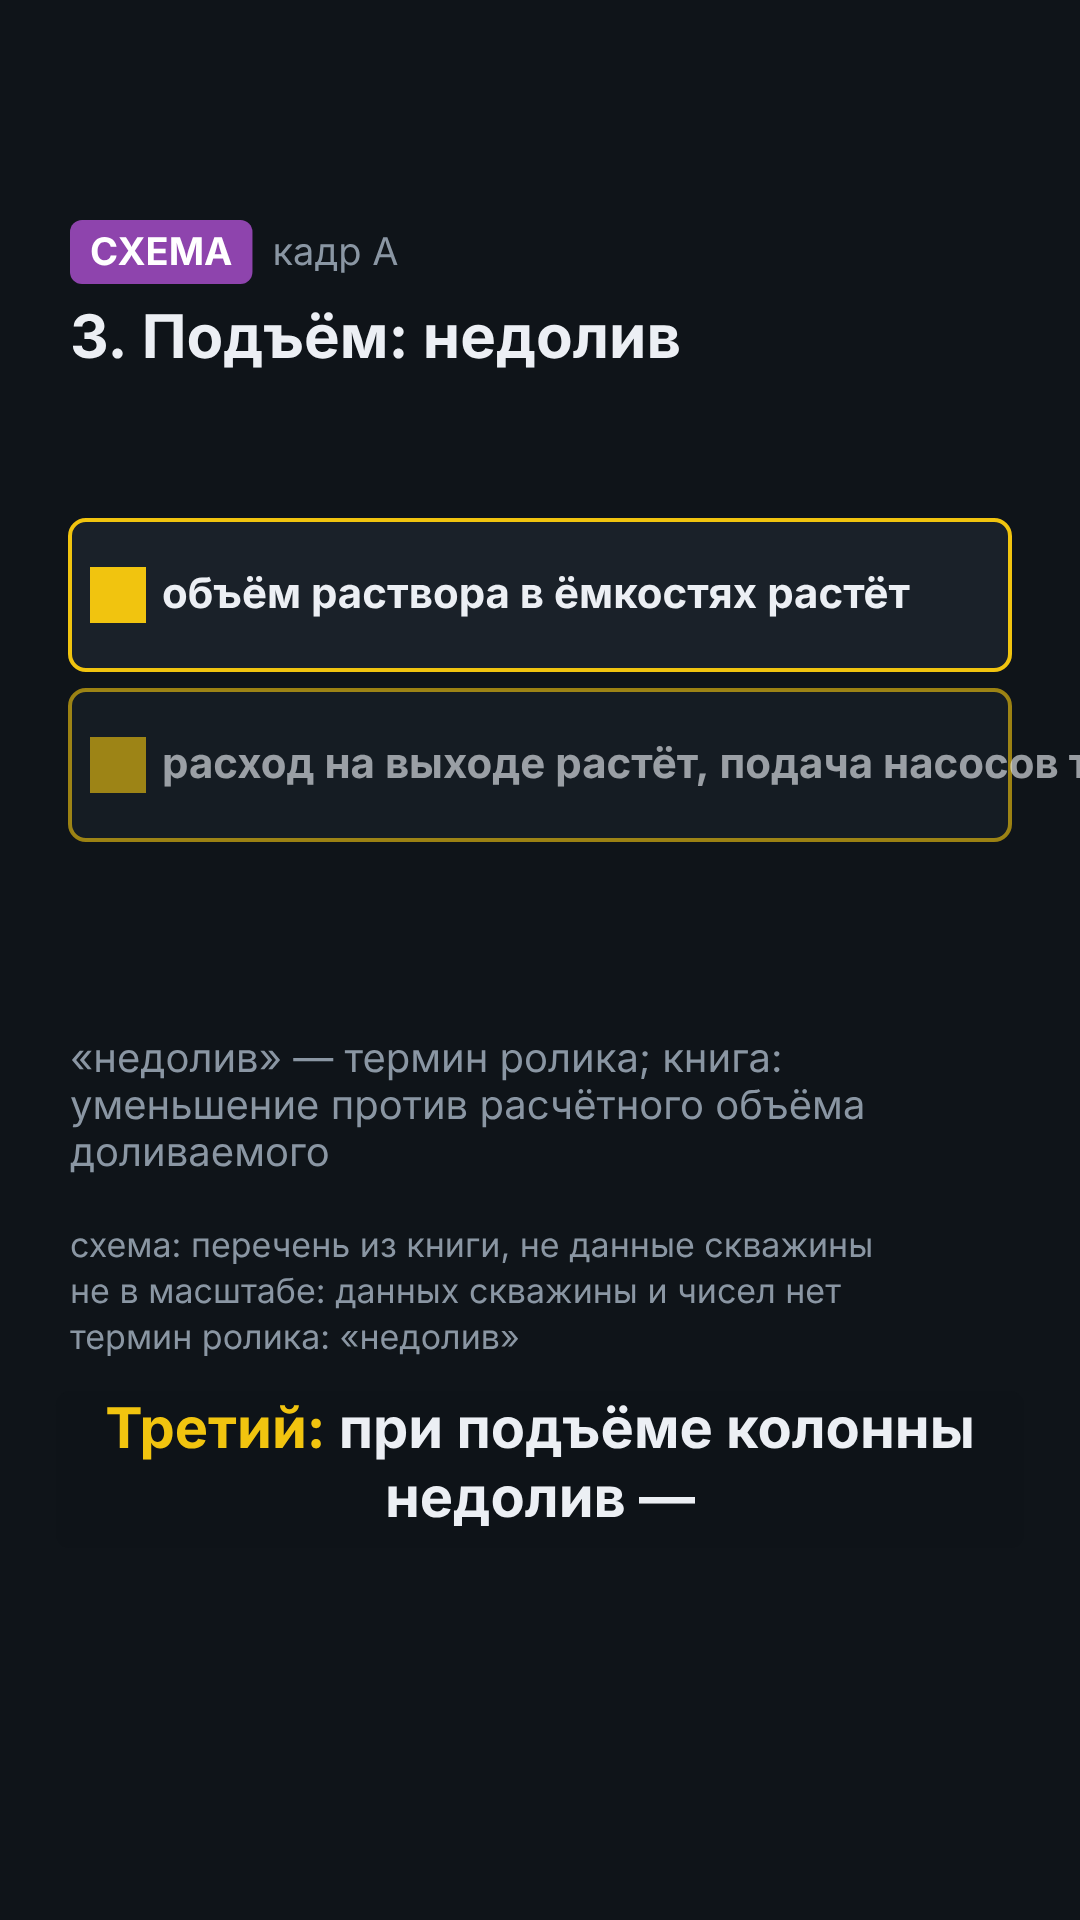 СХЕМА кадр А
3. Подъём: недолив
объём раствора в ёмкостях растёт
расход на выходе растёт, подача насосов
«недолив» — термин ролика; книга:
уменьшение против расчётного объёма
доливаемого
схема: перечень из книги, не данные скважины
не в масштабе: данных скважины и чисел нет
термин ролика: «недолив»
Третий: при подъёме колонны
недолив —